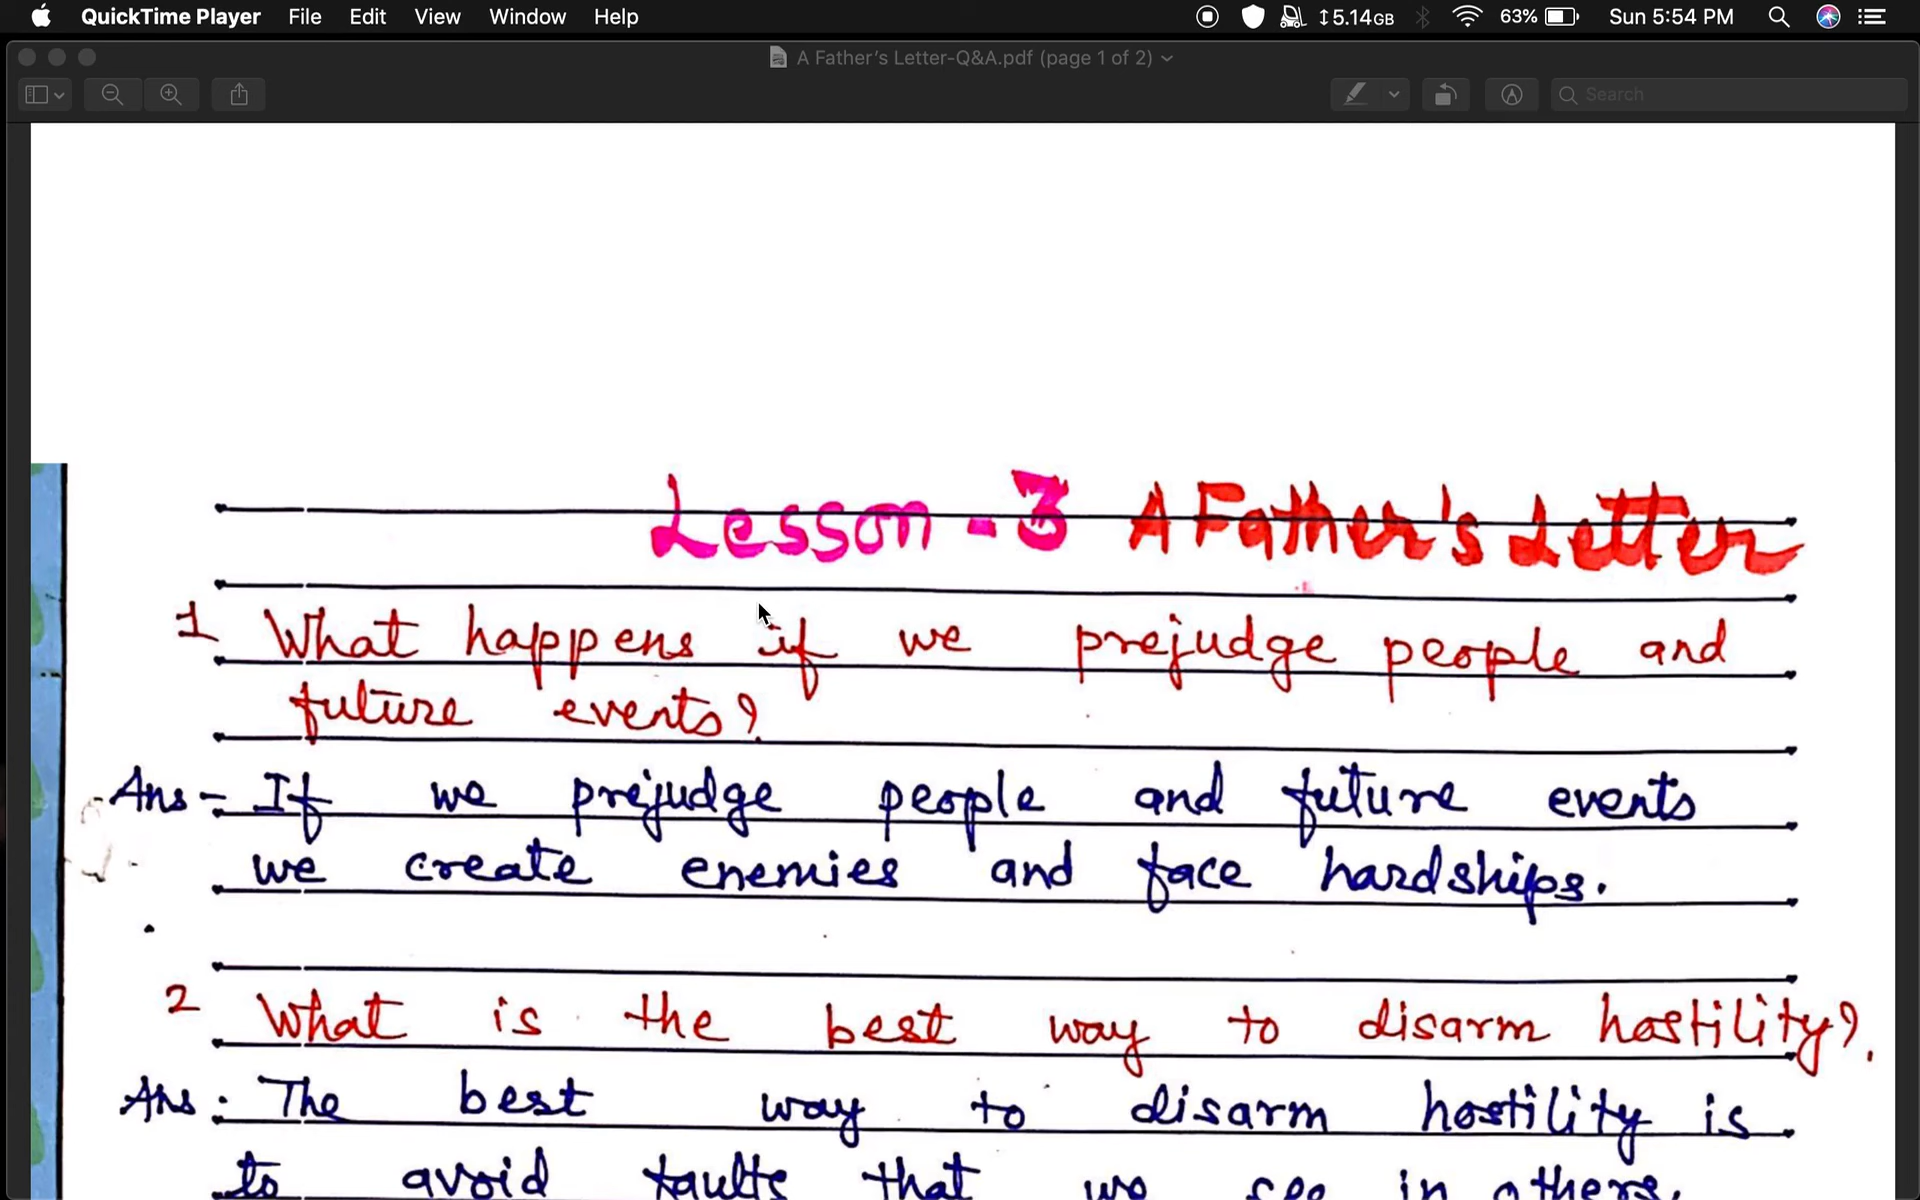 QuickTime Player File Edit View Window Help 5.14GB 63% Sun 5:54 PM
A Father's Letter-Q&A.pdf (page 1 of 2)
Search
Lesson - 3 A Father's Letter
1 What happens if we prejudge people and
future events?
Ans - If we prejudge people and future events
we create enemies and face hardships.
2 What is the best way to disarm hostility?
Ans : The best way to disarm hostility is
to avoid faults that we see in others.